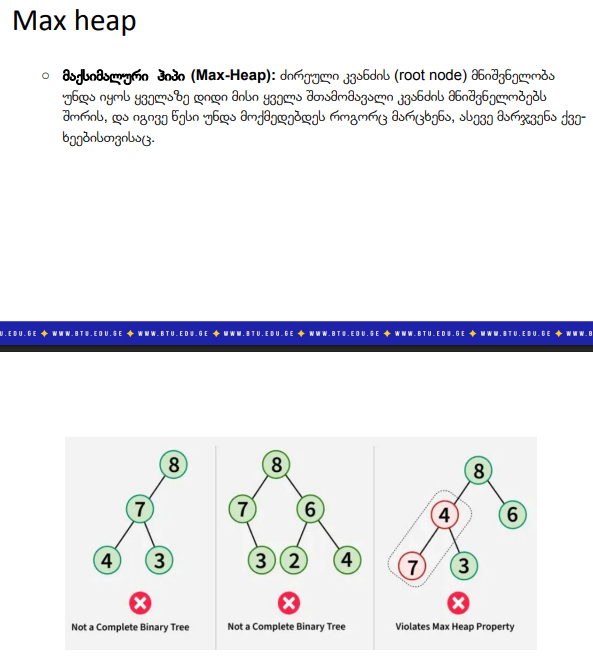 Max heap
○ მაქსიმალური ჰიპი (Max-Heap): ძირეული კვანძის (root node) მნიშვნელობა
უნდა იყოს ყველაზე დიდი მისი ყველა შთამომავალი კვანძის მნიშვნელობებს
შორის, და იგივე წესი უნდა მოქმედებდეს როგორც მარცხენა, ასევე მარჯვენა ქვე-
ხეებისთვისაც.
U.EDU.GE ✦ WWW.BTU.EDU.GE ✦ WWW.BTU.EDU.GE ✦ WWW.BTU.EDU.GE ✦ WWW.BTU.EDU.GE ✦ WWW.BTU.EDU.GE ✦ WWW.BTU.EDU.GE ✦ WWW.B
8
7
4 3
Not a Complete Binary Tree
8
7 6
3 2 4
Not a Complete Binary Tree
8
4 6
7 3
Violates Max Heap Property